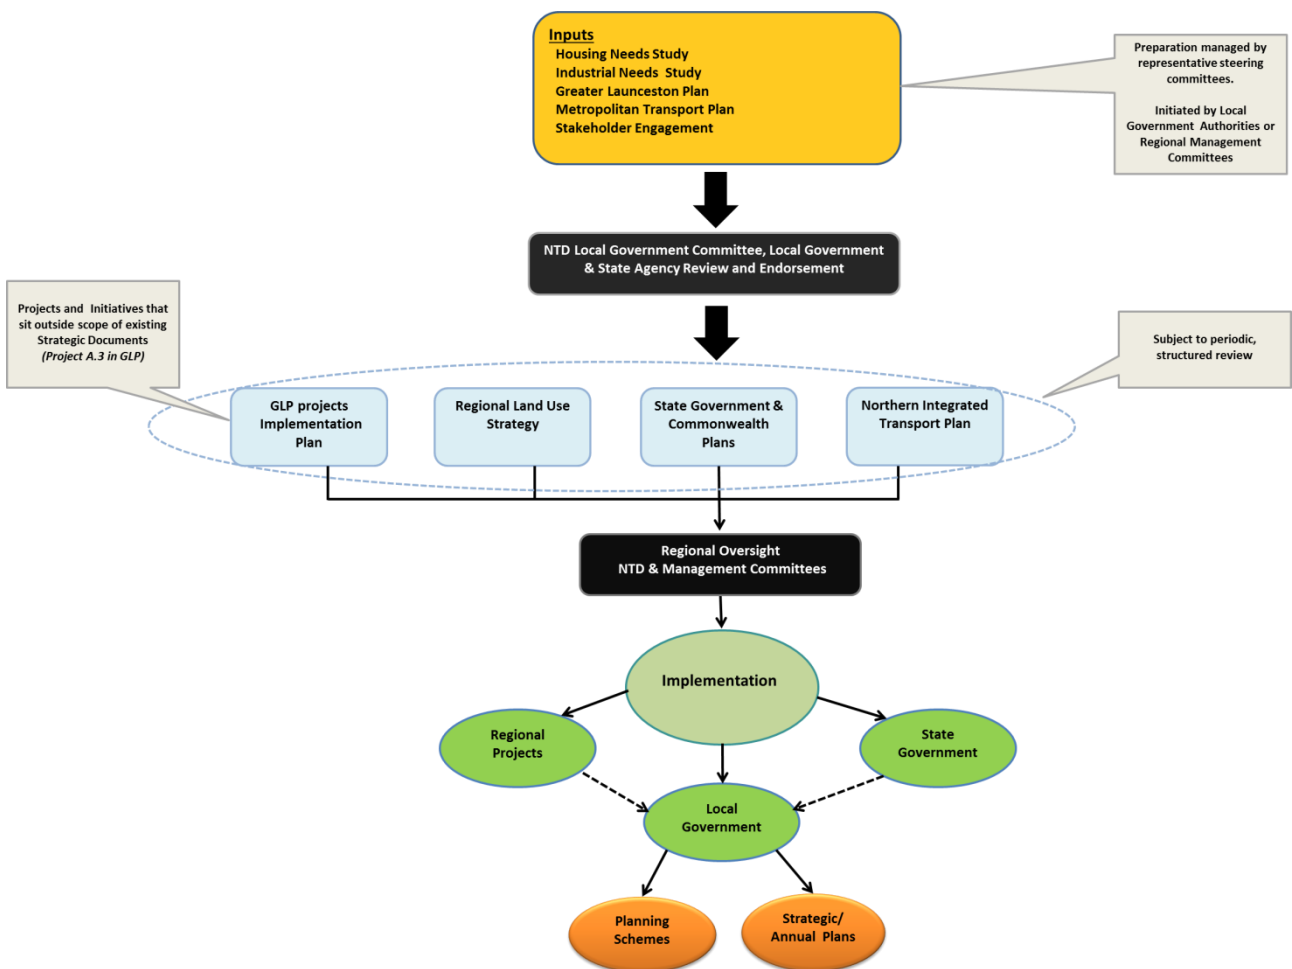 Inputs
Housing Needs Study
Industrial Needs Study
Greater Launceston Plan
Metropolitan Transport Plan
Stakeholder Engagement
Preparation managed by
representative steering
committees.
Initiated by Local
Government Authorities or
Regional Management
Committees
NTD Local Government Committee, Local Government
& State Agency Review and Endorsement
Projects and Initiatives that
sit outside scope of existing
Strategic Documents
(Project A.3 in GLP)
Subject to periodic,
structured review
GLP projects
Implementation
Plan
Regional Land Use
Strategy
State Government &
Commonwealth
Plans
Northern Integrated
Transport Plan
Regional Oversight
NTD & Management Committees
Implementation
Regional
Projects
State
Government
Local
Government
Planning
Schemes
Strategic/
Annual Plans